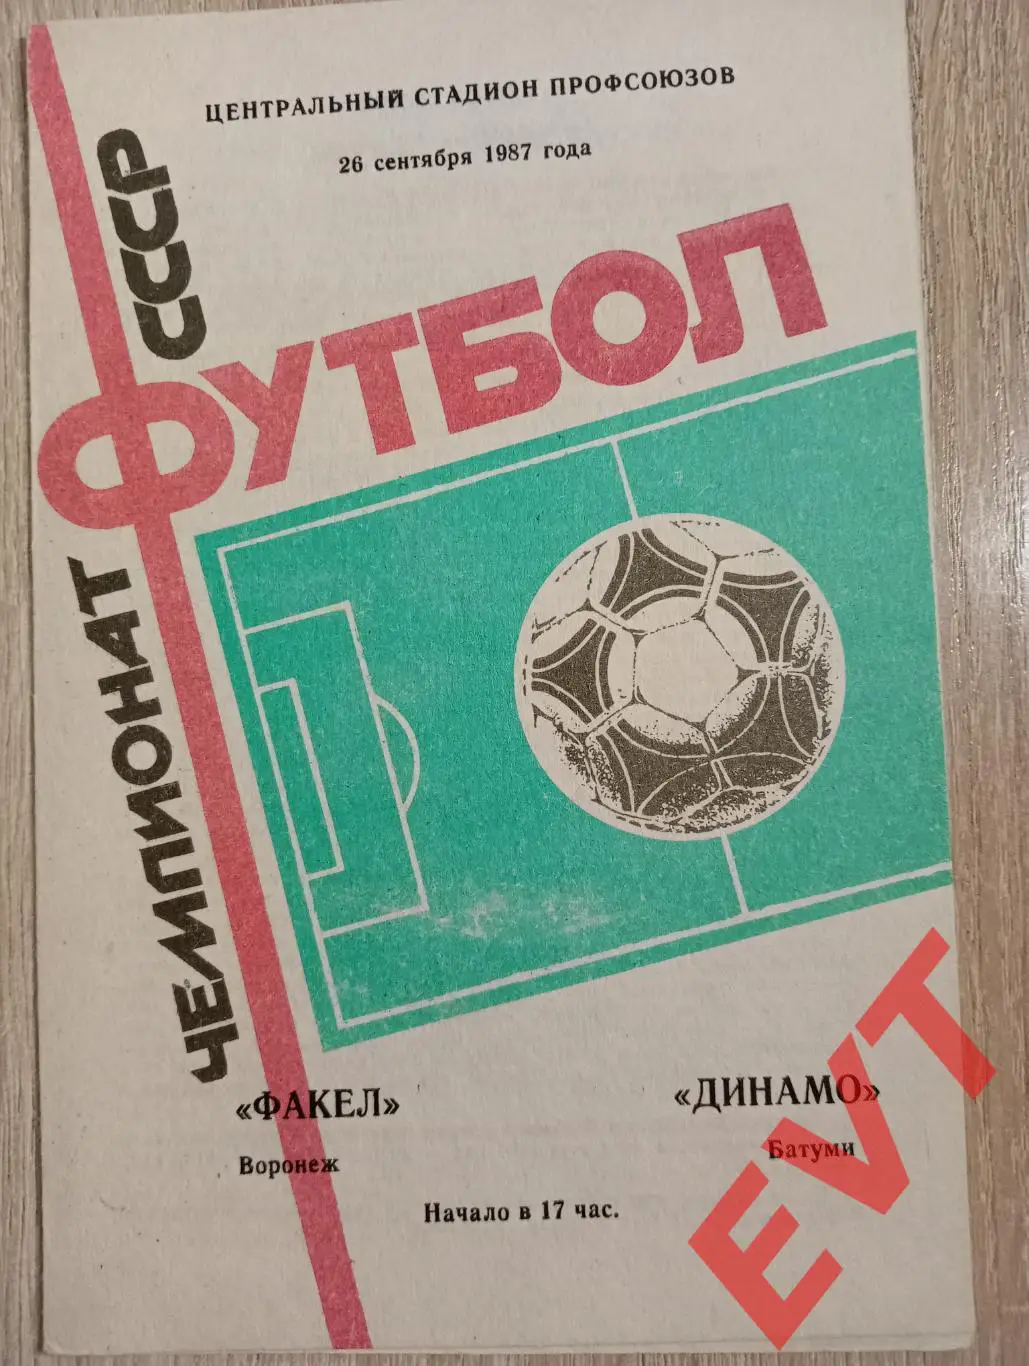 ЦЕНТРАЛЬНЫЙ СТАДИОН ПРОФСОЮЗОВ
26 сентября 1987 года
ЧЕМПИОНАТ СССР
ФУТБОЛ
«ФАКЕЛ»
Воронеж
«ДИНАМО»
Батуми
Начало в 17 час.
EVT